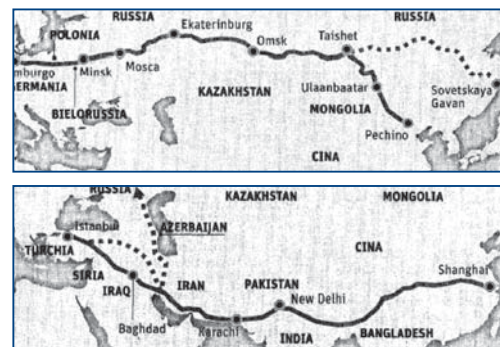 RUSSIA
RUSSIA
Ekaterinburg
POLONIA
Omsk
Taishet
mburgo
Minsk
Mosca
GERMANIA
Ulaanbaatar
Sovetskaya
Gavan
KAZAKHSTAN
BIELORUSSIA
MONGOLIA
Pechino
CINA
RUSSIA
KAZAKHSTAN
MONGOLIA
Istanbul
AZERBAIJAN
TURCHIA
CINA
SIRIA
IRAN
PAKISTAN
Shanghai
IRAQ
New Delhi
Baghdad
Karachi
INDIA
BANGLADESH